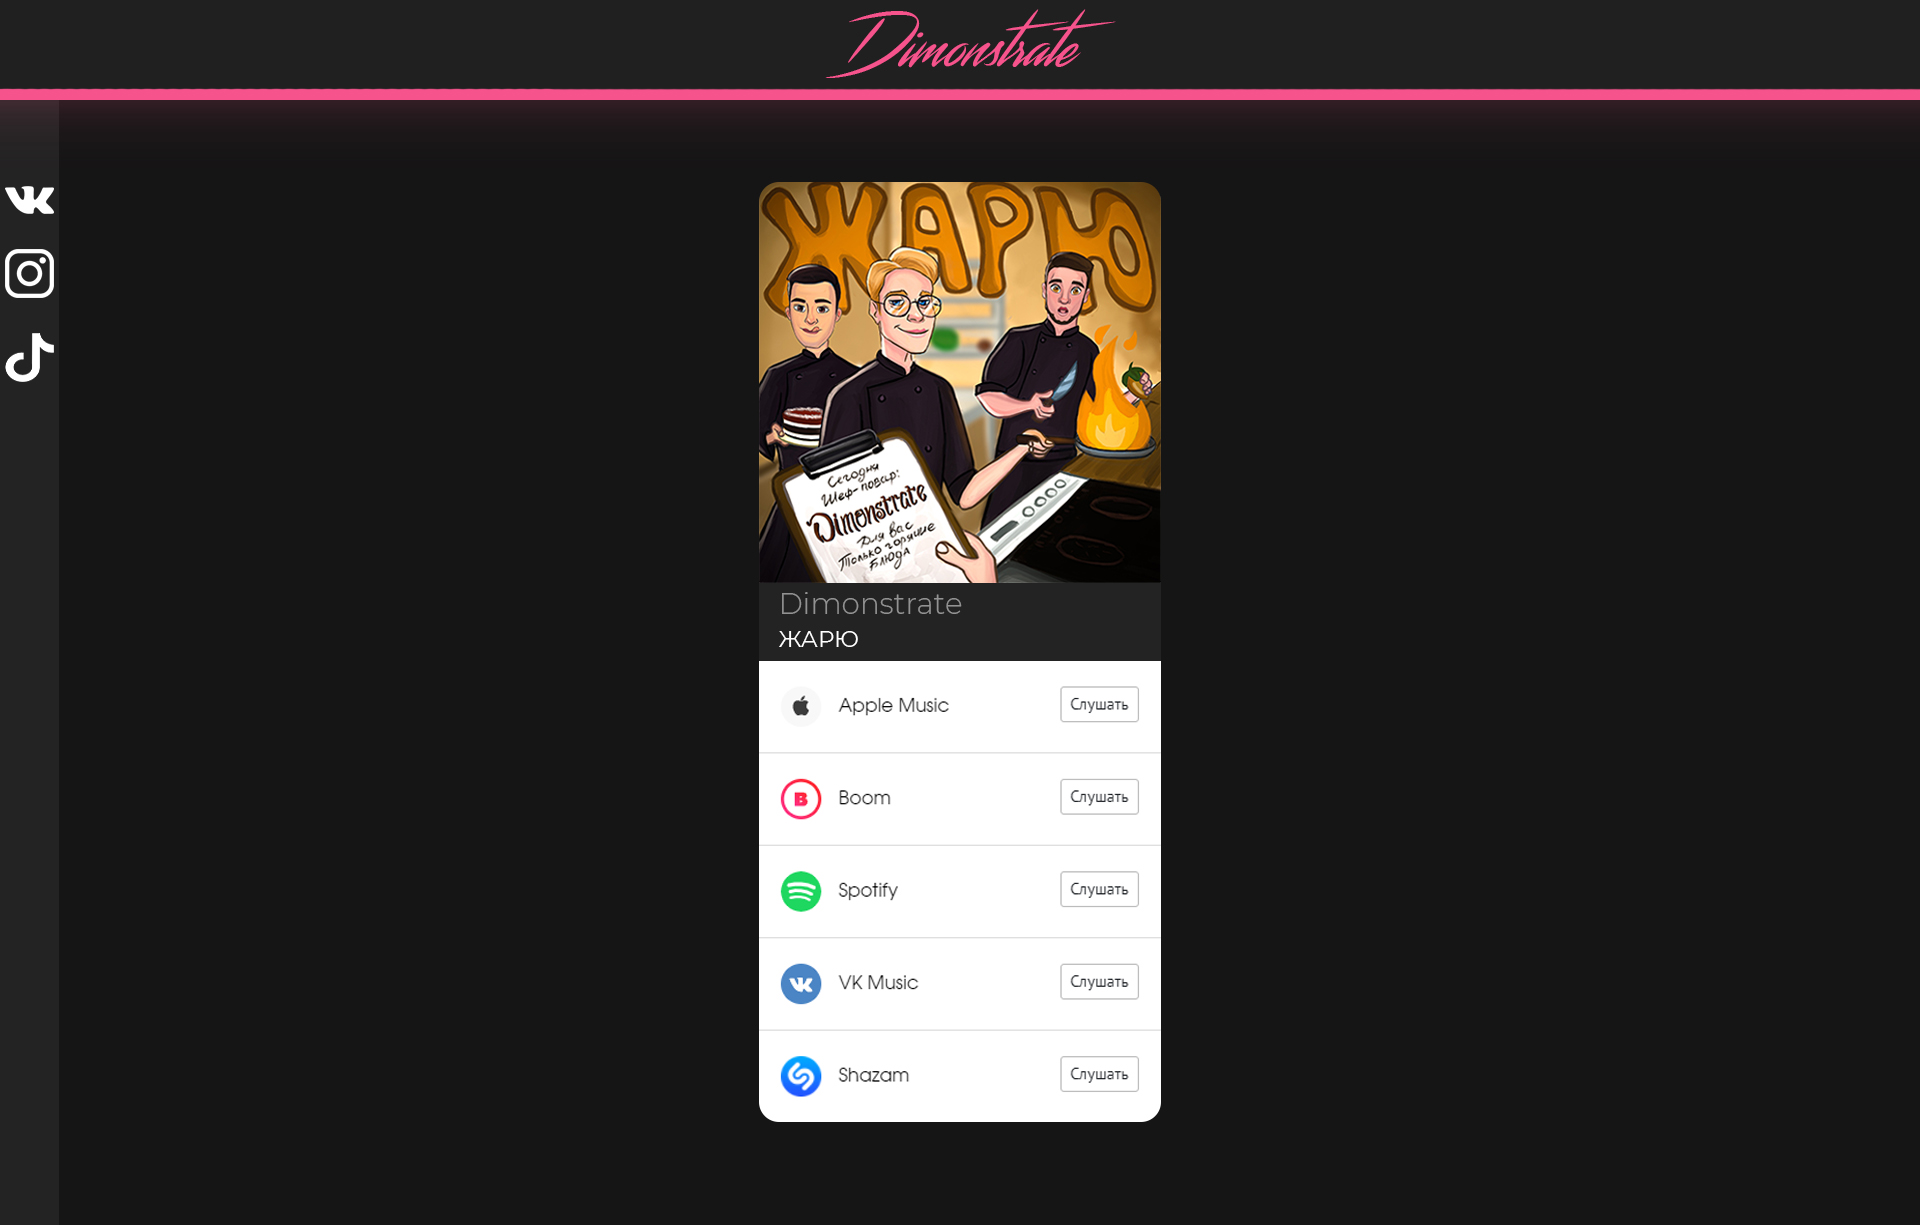 Dimonstrate
ЖАРЮ
Сегодня
Шеф-повар:
Dimonstrate
Для вас
Только горячие
Блюда
Dimonstrate
ЖАРЮ
Apple Music Слушать
Boom Слушать
Spotify Слушать
VK Music Слушать
Shazam Слушать